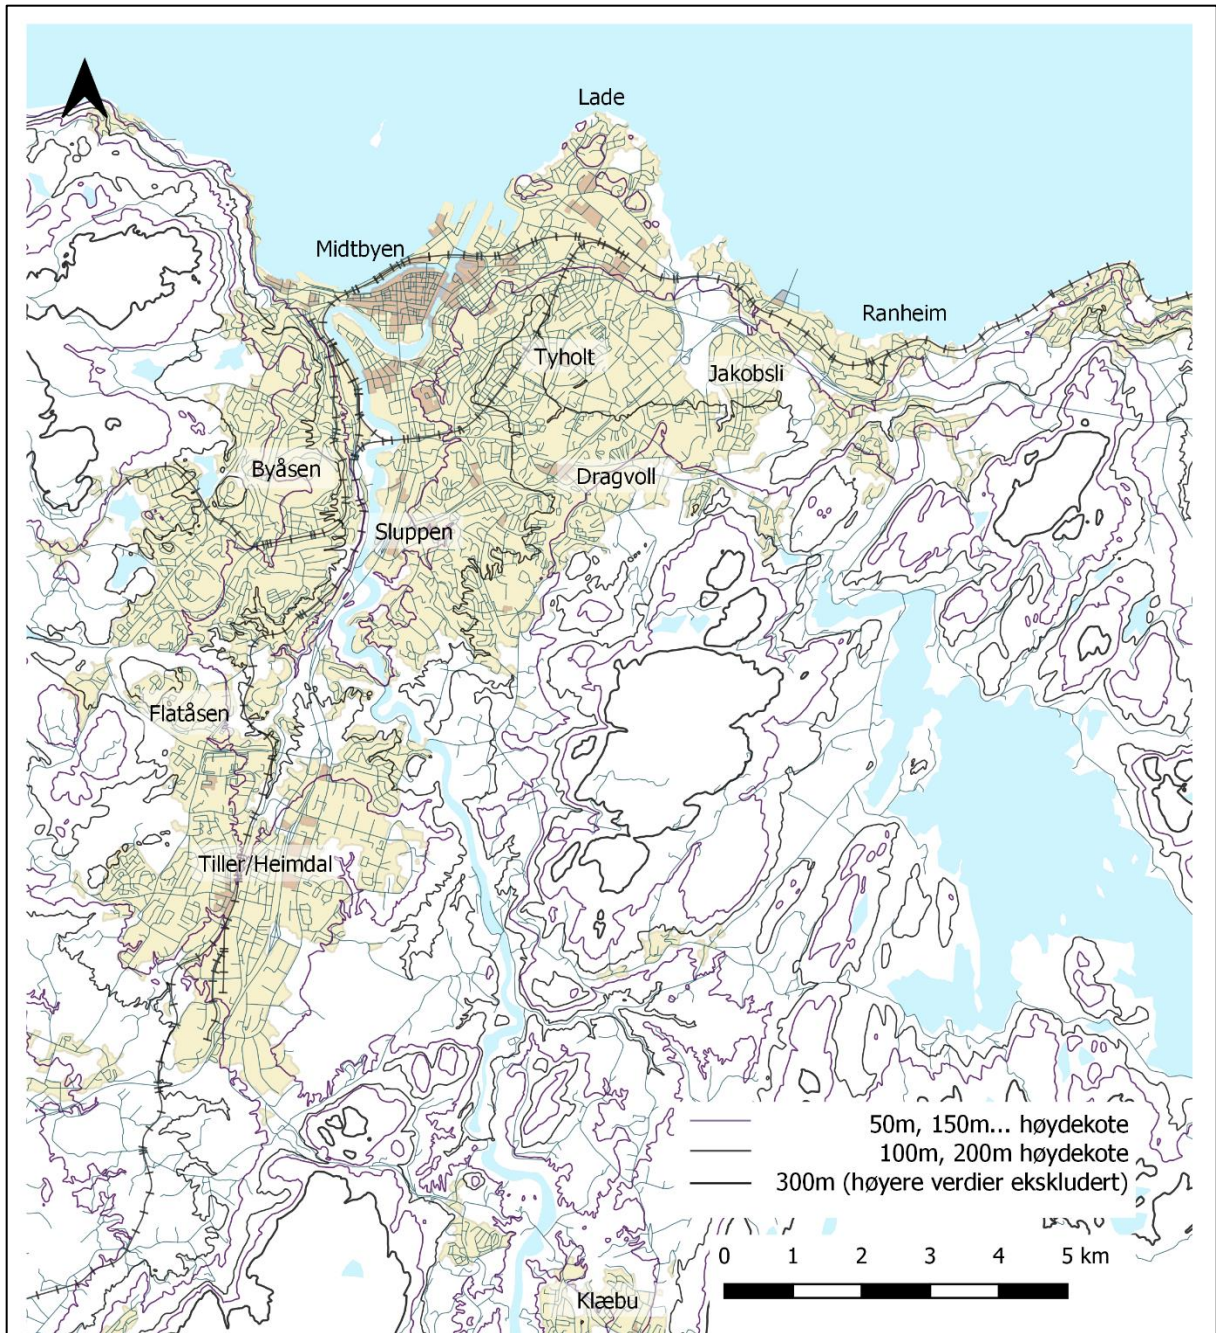 Lade
Midtbyen
Ranheim
Tyholt
Jakobsli
Byåsen
Dragvoll
Sluppen
Flatåsen
Tiller/Heimdal
50m, 150m... høydekote
100m, 200m høydekote
300m (høyere verdier ekskludert)
0 1 2 3 4 5 km
Klæbu